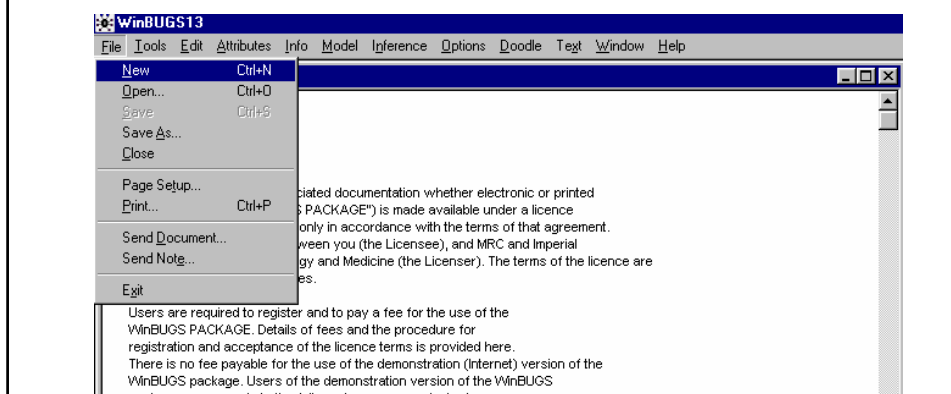 WinBUGS13
File Tools Edit Attributes Info Model Inference Options Doodle Text Window Help
New Ctrl+N
Open... Ctrl+O
Save Ctrl+S
Save As...
Close
Page Setup...
Print... Ctrl+P
Send Document...
Send Note...
Exit
ciated documentation whether electronic or printed
PACKAGE") is made available under a licence
only in accordance with the terms of that agreement.
ween you (the Licensee), and MRC and Imperial
gy and Medicine (the Licenser). The terms of the licence are
es.
Users are required to register and to pay a fee for the use of the
WinBUGS PACKAGE. Details of fees and the procedure for
registration and acceptance of the licence terms is provided here.
There is no fee payable for the use of the demonstration (Internet) version of the
WinBUGS package. Users of the demonstration version of the WinBUGS